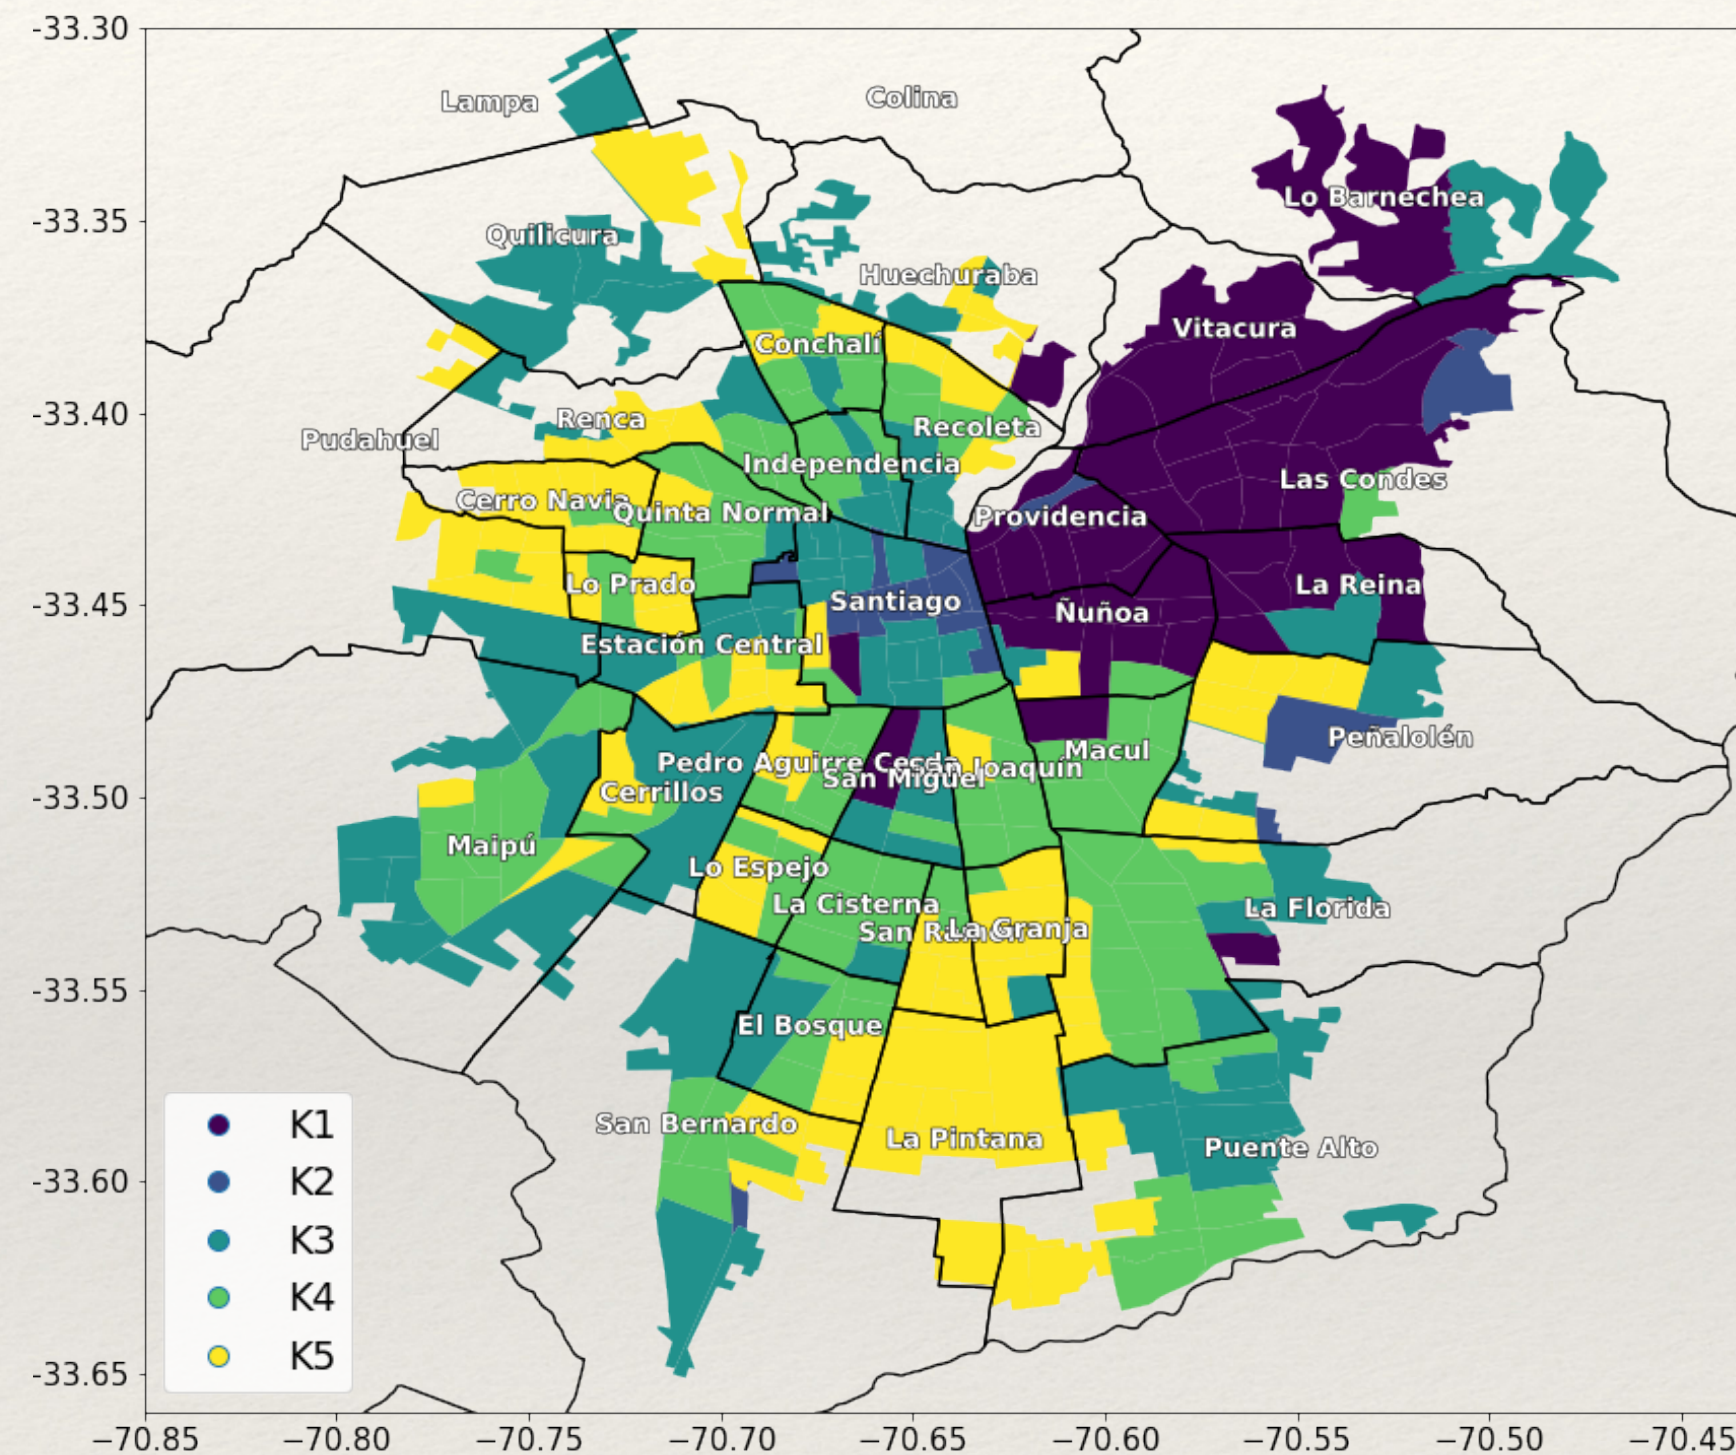 -33.30
Lampa
Colina
Lo Barnechea
-33.35
Quilicura
Huechuraba
Vitacura
Conchalí
-33.40
Renca
Recoleta
Pudahuel
Independencia
Las Condes
Cerro Navia
Quinta Normal
Providencia
Lo Prado
La Reina
-33.45
Santiago
Ñuñoa
Estación Central
Peñalolén
Macul
Pedro Aguirre Cerda
San Joaquín
San Miguel
-33.50
Cerrillos
Maipú
Lo Espejo
La Cisterna
La Florida
San Ramón
La Granja
-33.55
El Bosque
San Bernardo
La Pintana
Puente Alto
-33.60
K1
K2
K3
K4
K5
-33.65
−70.85 −70.80 −70.75 −70.70 −70.65 −70.60 −70.55 −70.50 −70.45